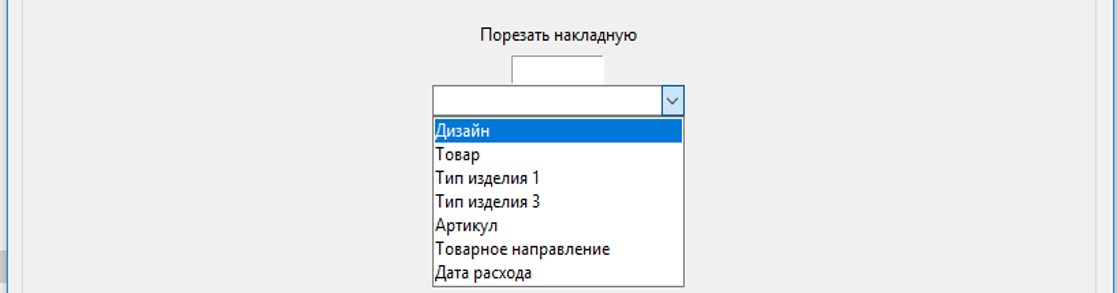 Порезать накладную
Дизайн
Товар
Тип изделия 1
Тип изделия 3
Артикул
Товарное направление
Дата расхода